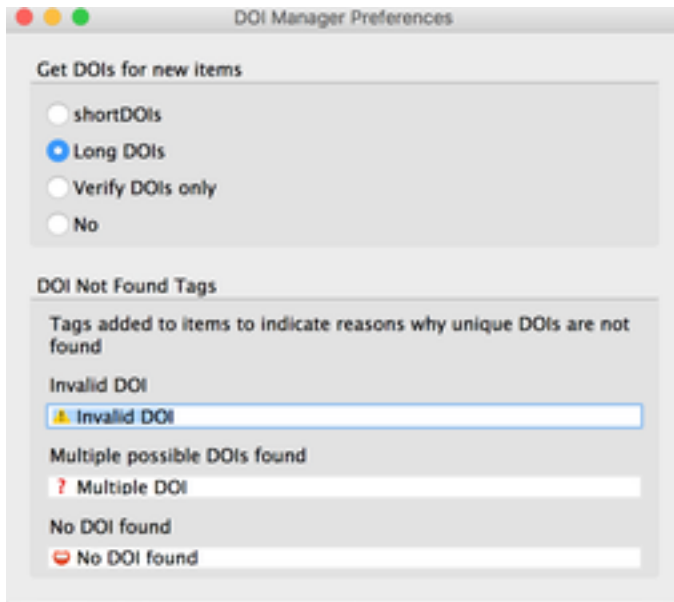 DOI Manager Preferences
Get DOIs for new items
shortDOIs
Long DOIs
Verify DOIs only
No
DOI Not Found Tags
Tags added to items to indicate reasons why unique DOIs are not
found
Invalid DOI
⚠️ Invalid DOI
Multiple possible DOIs found
❓ Multiple DOI
No DOI found
⛔ No DOI found